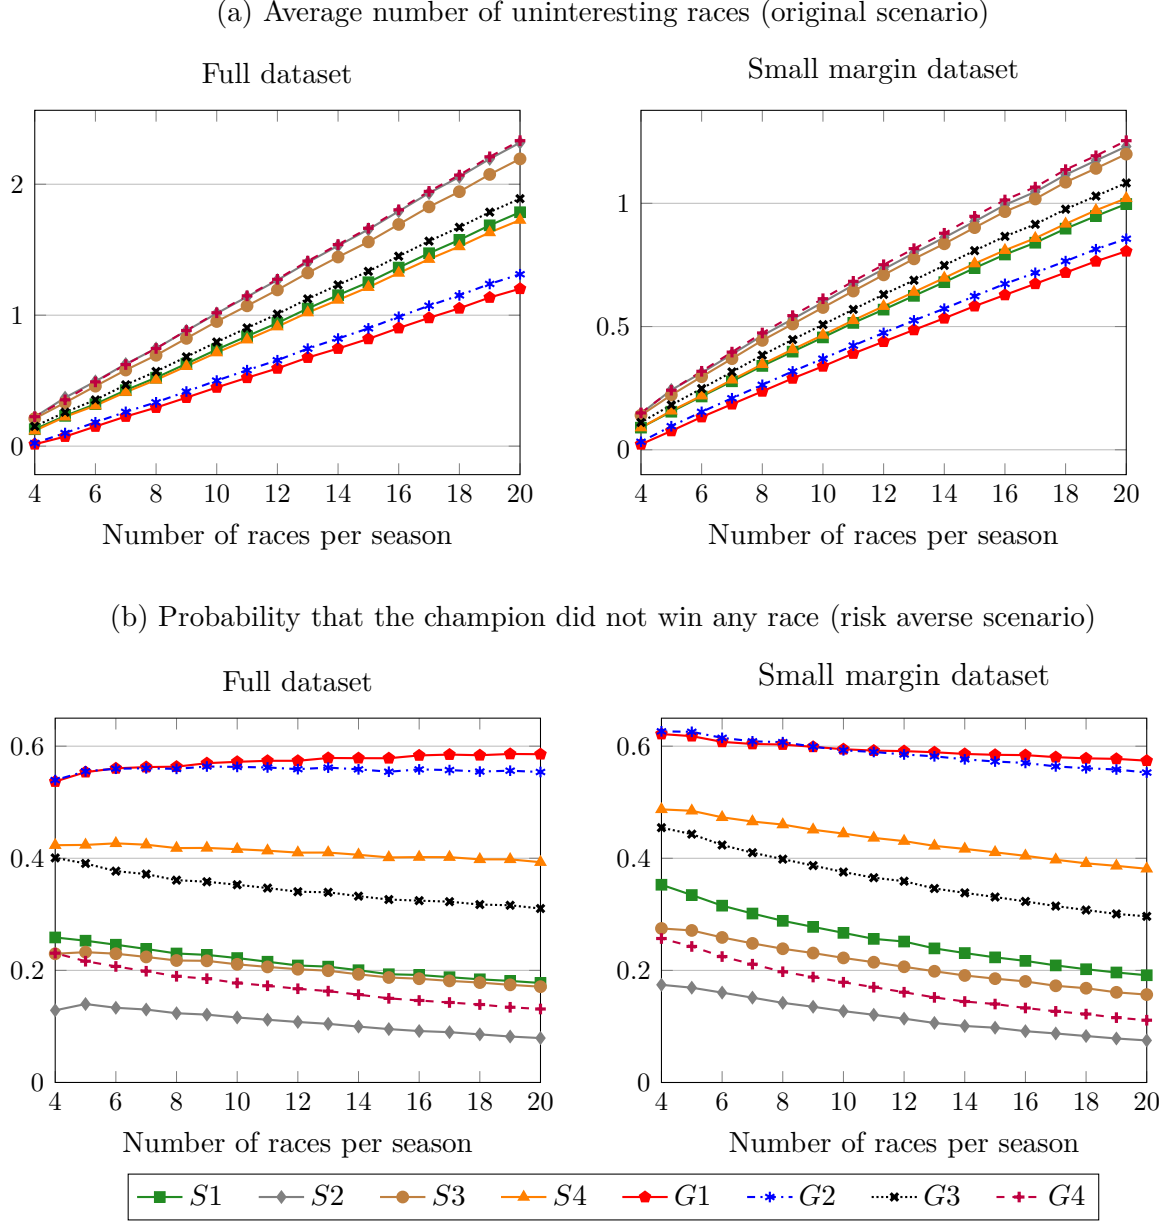 (a) Average number of uninteresting races (original scenario)
Full dataset
2
1
0
4 6 8 10 12 14 16 18 20
Number of races per season
Small margin dataset
1
0.5
0
4 6 8 10 12 14 16 18 20
Number of races per season
(b) Probability that the champion did not win any race (risk averse scenario)
Full dataset
0.6
0.4
0.2
0
4 6 8 10 12 14 16 18 20
Number of races per season
Small margin dataset
0.6
0.4
0.2
0
4 6 8 10 12 14 16 18 20
Number of races per season
S1 S2 S3 S4 G1 G2 G3 G4